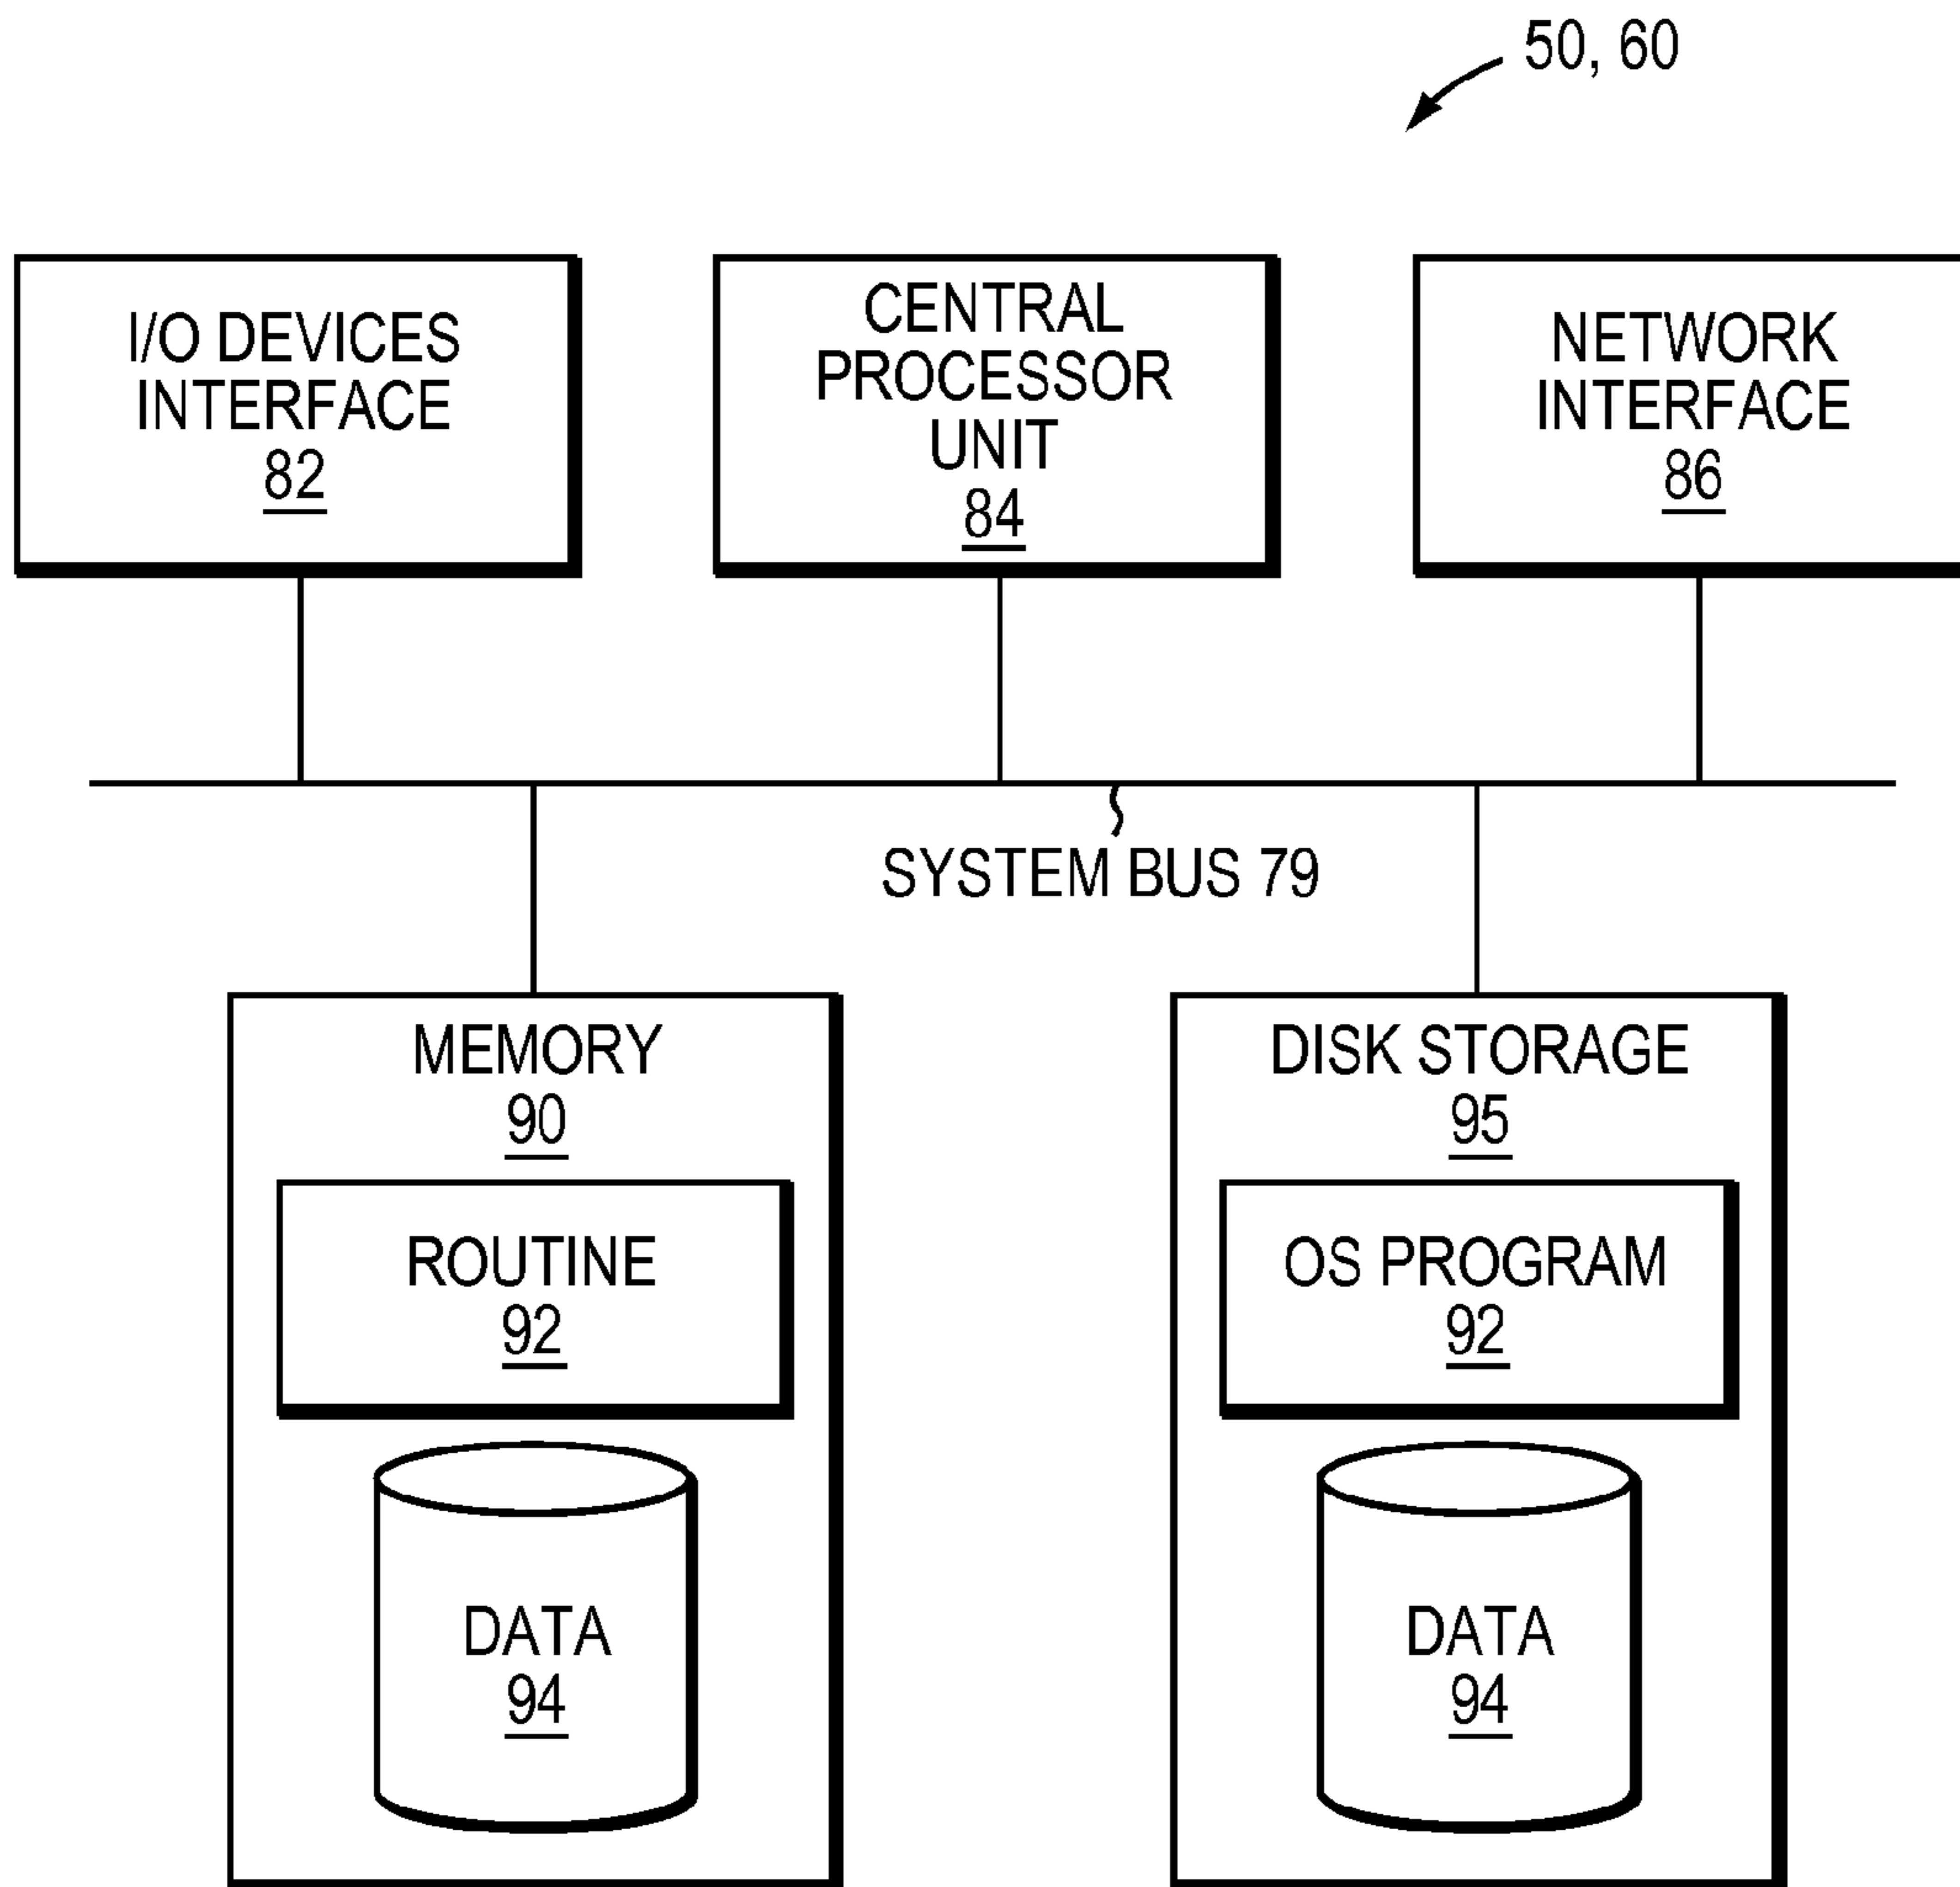 50, 60
I/O DEVICES
INTERFACE
82
CENTRAL
PROCESSOR
UNIT
84
NETWORK
INTERFACE
86
SYSTEM BUS 79
MEMORY
90
ROUTINE
92
DATA
94
DISK STORAGE
95
OS PROGRAM
92
DATA
94